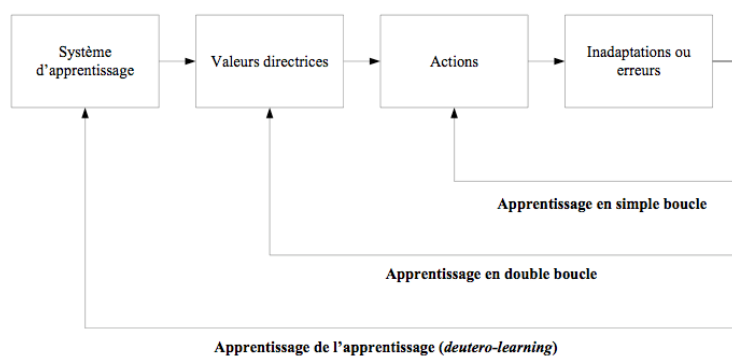 Système
d'apprentissage
Valeurs directrices
Actions
Inadaptations ou
erreurs
Apprentissage en simple boucle
Apprentissage en double boucle
Apprentissage de l'apprentissage (deutero-learning)